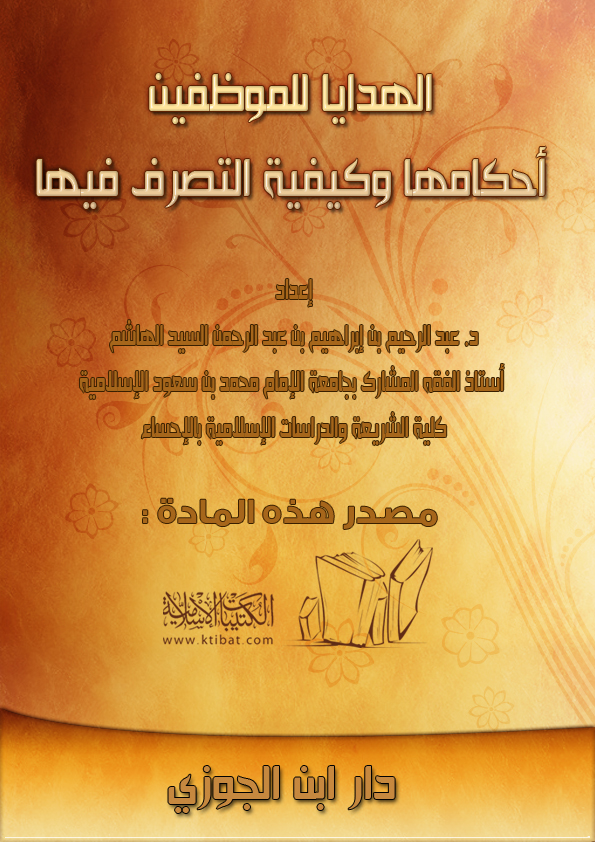 الهدايا للموظفين
أحكامها وكيفية التصرف فيها
إعداد
د. عبد الرحيم بن إبراهيم بن عبد الرحمن السيد الهاشم
أستاذ الفقه المشارك بجامعة الإمام محمد بن سعود الإسلامية
كلية الشريعة والدراسات الإسلامية بالإحساء
مصدر هذه المادة :
الكتيبات الإسلامية
www.ktibat.com
دار ابن الجوزي